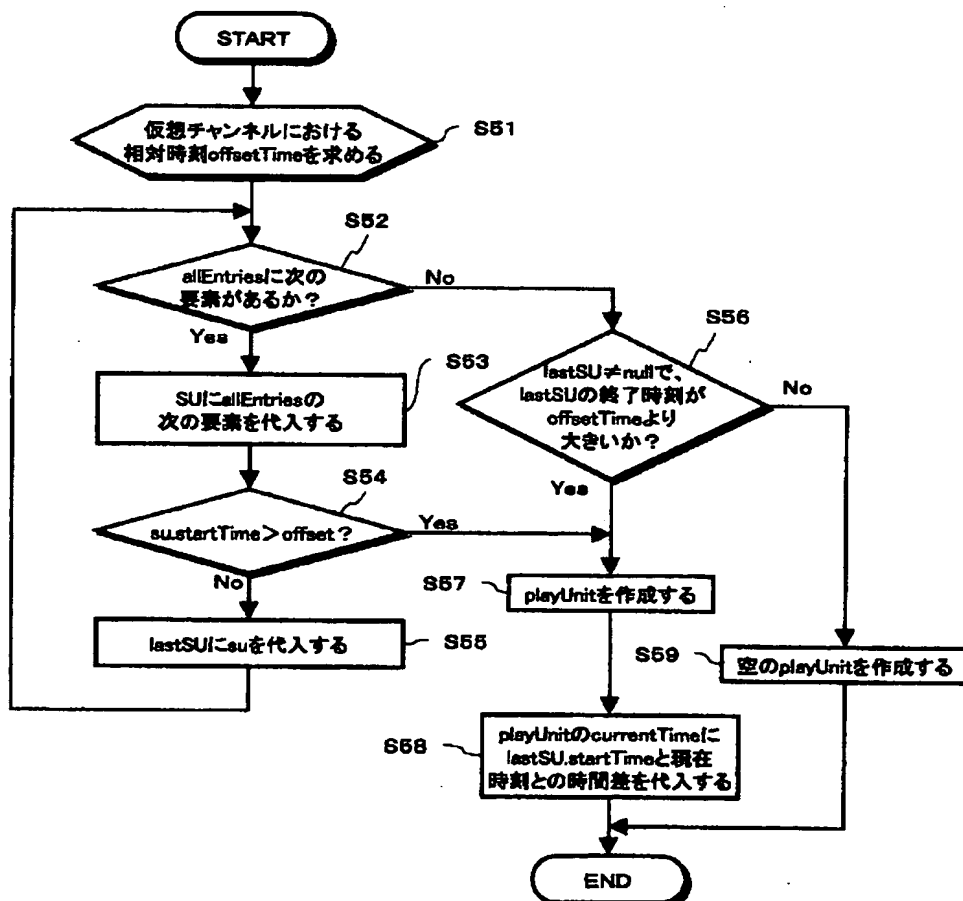 START
仮想チャンネルにおける
相対時刻offsetTimeを求める
S51
S52
allEntriesに次の
要素があるか？
No
Yes
S53
SUにallEntriesの
次の要素を代入する
S54
su.startTime＞offset？
Yes
No
lastSUにsuを代入する
S55
S56
lastSU≠nullで、
lastSUの終了時刻が
offsetTimeより
大きいか？
No
Yes
S57
playUnitを作成する
S59
空のplayUnitを作成する
S58
playUnitのcurrentTimeに
lastSU.startTimeと現在
時刻との時間差を代入する
END